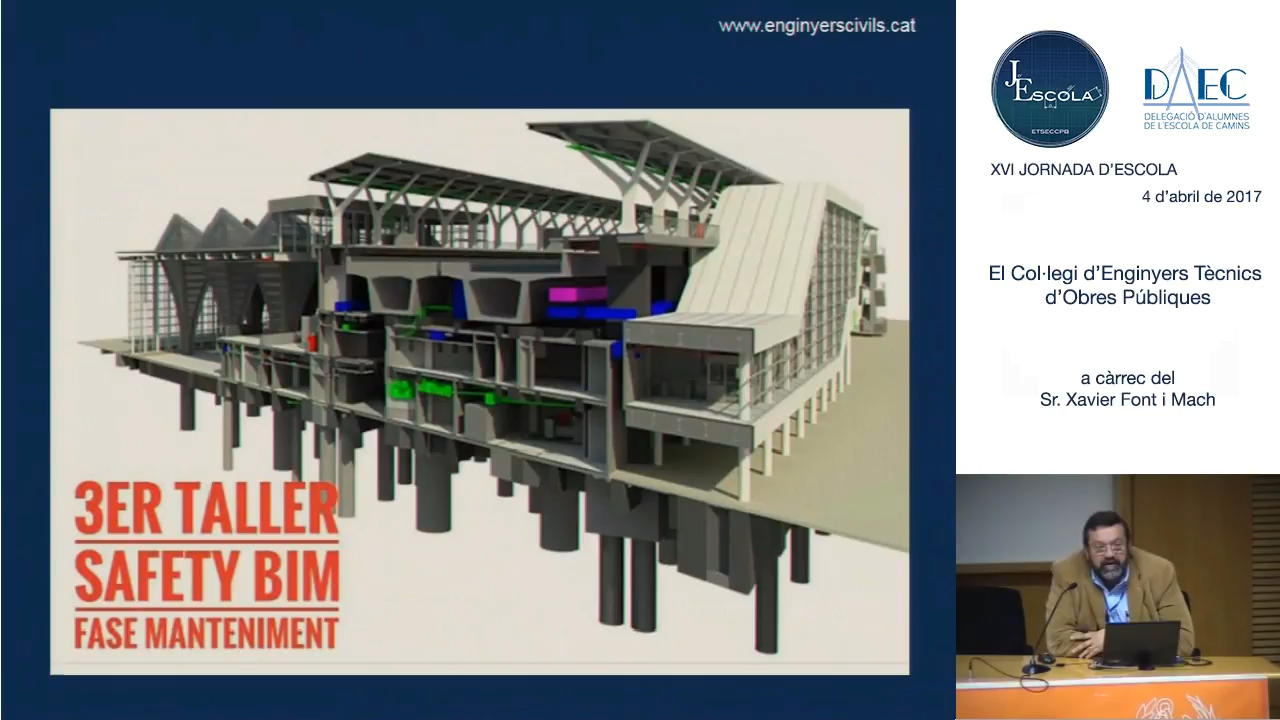 www.enginyerscivils.cat
3ER TALLER
SAFETY BIM
FASE MANTENIMENT
J
ESCOLA
ETSECCPB
DAEC
DELEGACIÓ D'ALUMNES
DE L'ESCOLA DE CAMINS
XVI JORNADA D'ESCOLA
4 d'abril de 2017
El Col·legi d'Enginyers Tècnics
d'Obres Públiques
a càrrec del
Sr. Xavier Font i Mach